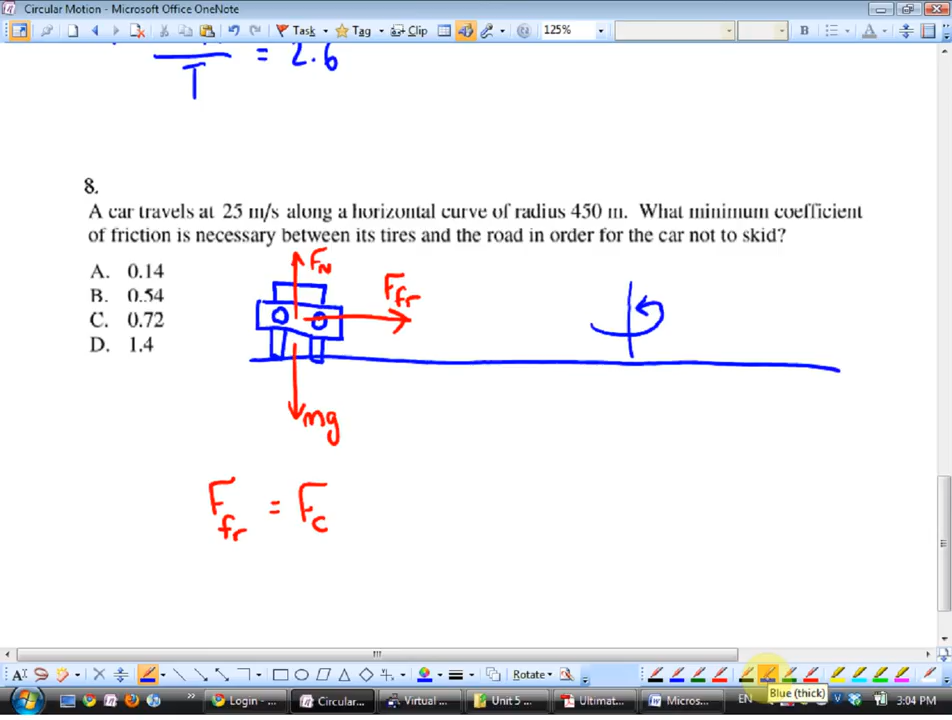 Circular Motion - Microsoft Office OneNote
Task
Tag
Clip
125%
B
T
= 2.6
8.
A car travels at 25 m/s along a horizontal curve of radius 450 m. What minimum coefficient
of friction is necessary between its tires and the road in order for the car not to skid?
A. 0.14
B. 0.54
C. 0.72
D. 1.4
FN
Ffr
mg
Ffr = Fc
Rotate
Blue (thick)
Login - ...
Circular...
Virtual ...
Unit 5 ...
Ultimat...
W Micros...
EN
3:04 PM